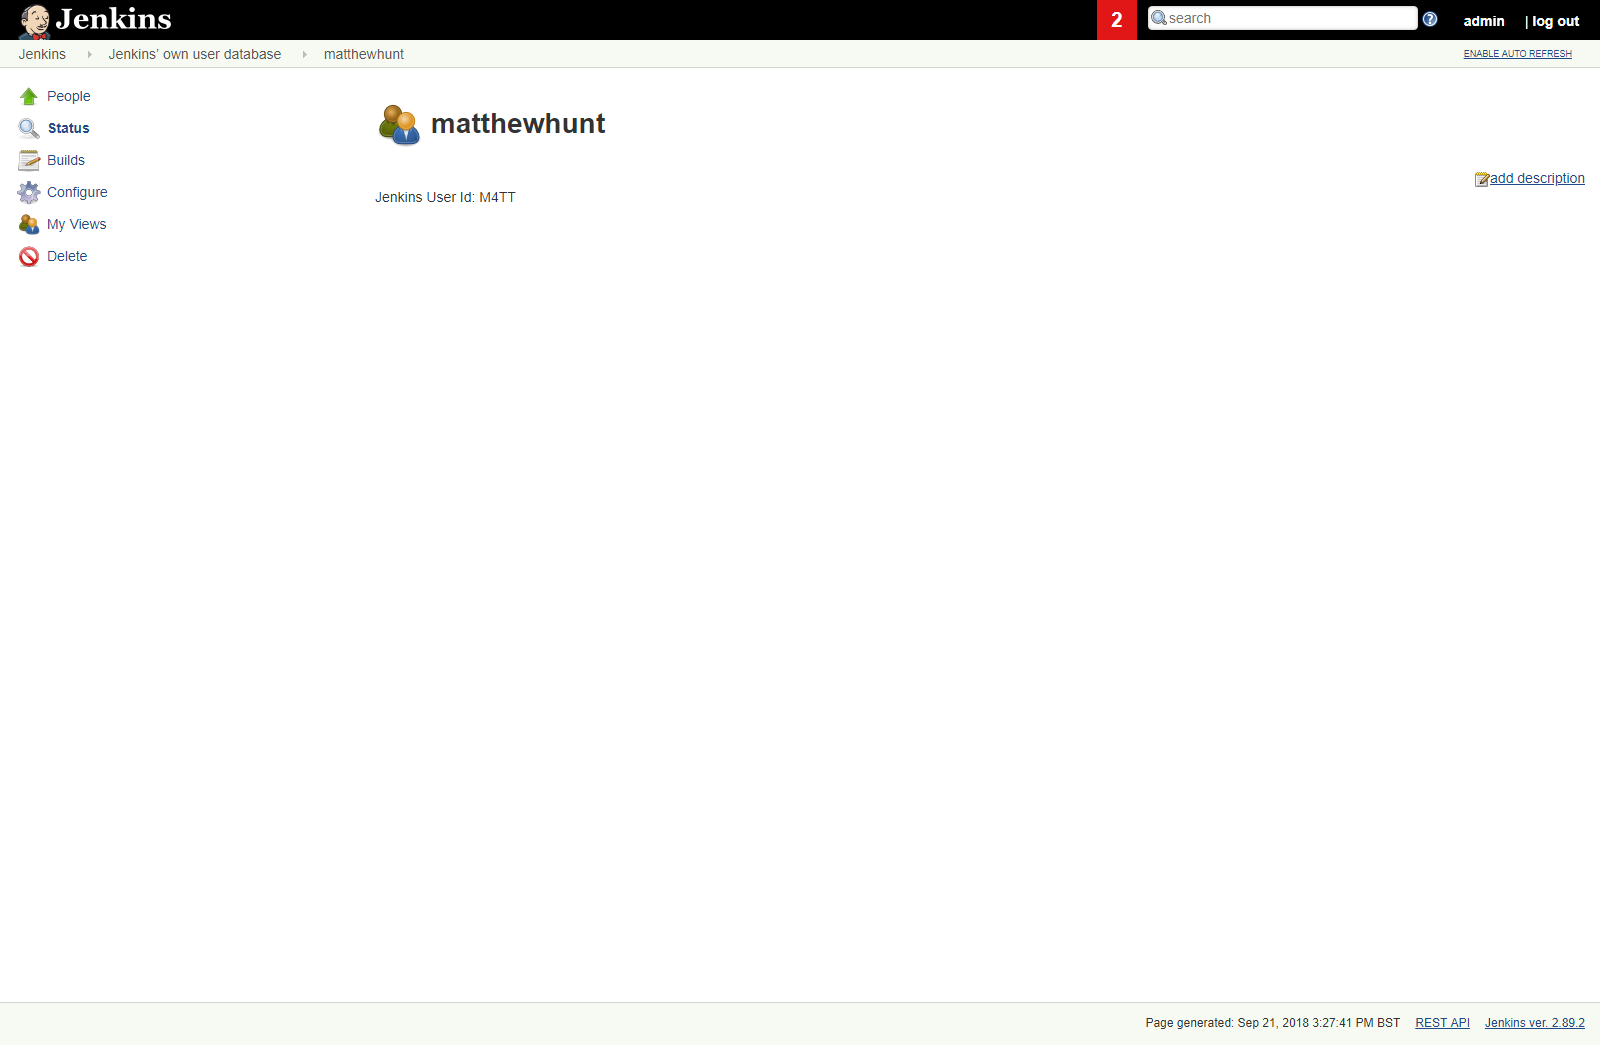 Jenkins
2
search
admin
| log out
Jenkins
Jenkins’ own user database
matthewhunt
ENABLE AUTO REFRESH
People
Status
Builds
Configure
My Views
Delete
matthewhunt
add description
Jenkins User Id: M4TT
Page generated: Sep 21, 2018 3:27:41 PM BST
REST API
Jenkins ver. 2.89.2